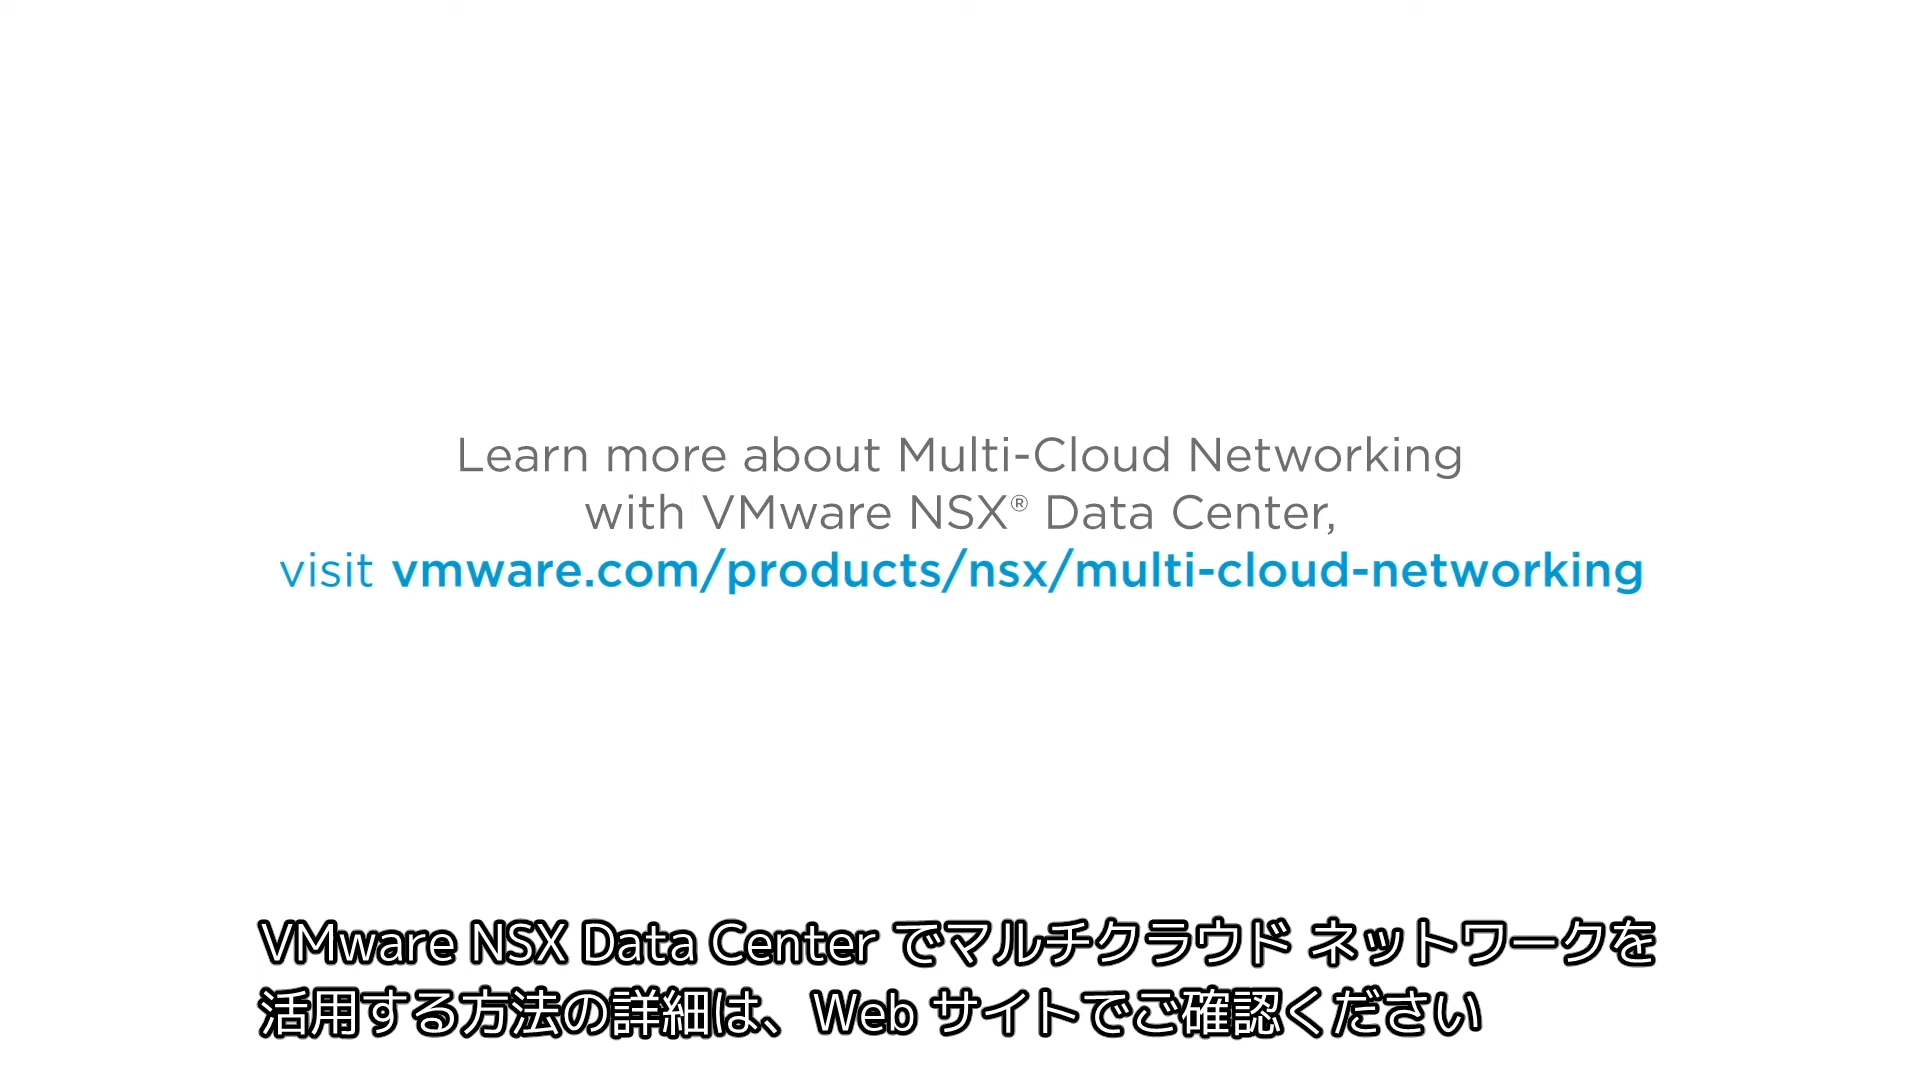 Learn more about Multi-Cloud Networking
with VMware NSX® Data Center,
visit vmware.com/products/nsx/multi-cloud-networking
VMware NSX Data Center でマルチクラウド ネットワークを
活用する方法の詳細は、Web サイトでご確認ください